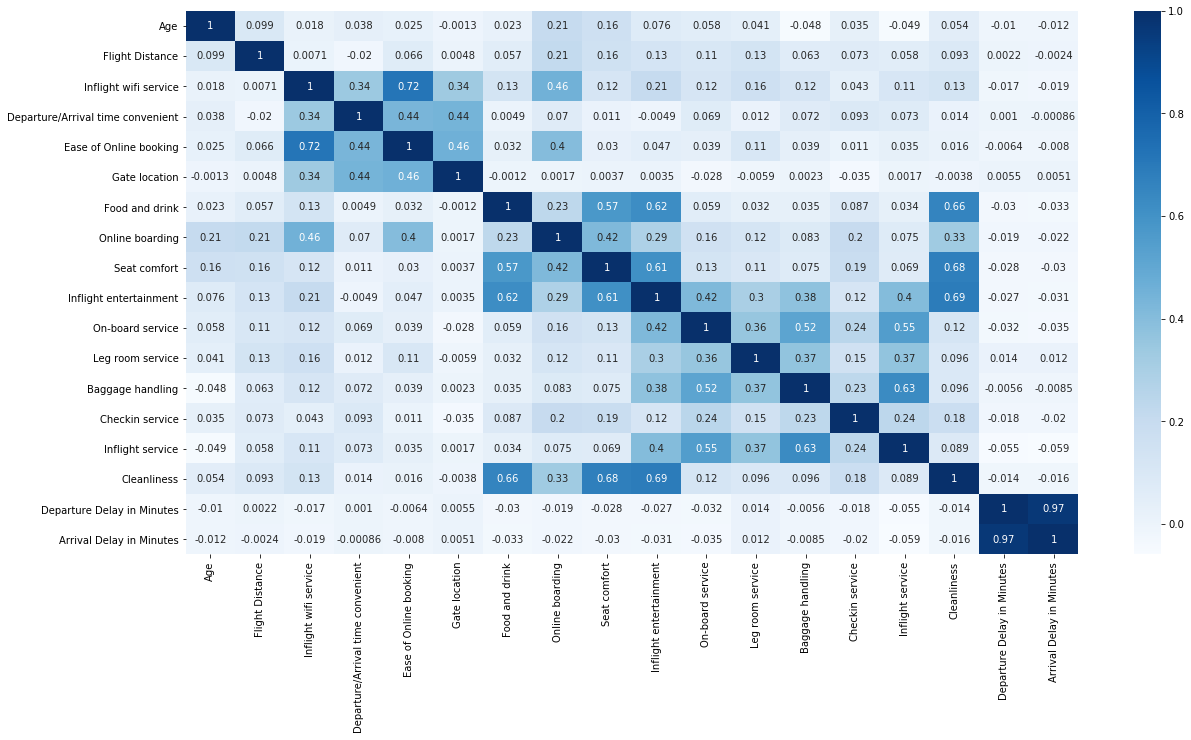 Age 1 0.099 0.018 0.038 0.025 -0.0013 0.023 0.21 0.16 0.076 0.058 0.041 -0.048 0.035 -0.049 0.054 -0.01 -0.012
Flight Distance 0.099 1 0.0071 -0.02 0.066 0.0048 0.057 0.21 0.16 0.13 0.11 0.13 0.063 0.073 0.058 0.093 0.0022 -0.0024
Inflight wifi service 0.018 0.0071 1 0.34 0.72 0.34 0.13 0.46 0.12 0.21 0.12 0.16 0.12 0.043 0.11 0.13 -0.017 -0.019
Departure/Arrival time convenient 0.038 -0.02 0.34 1 0.44 0.44 0.0049 0.07 0.011 -0.0049 0.069 0.012 0.072 0.093 0.073 0.014 0.001 -0.00086
Ease of Online booking 0.025 0.066 0.72 0.44 1 0.46 0.032 0.4 0.03 0.047 0.039 0.11 0.039 0.011 0.035 0.016 -0.0064 -0.008
Gate location -0.0013 0.0048 0.34 0.44 0.46 1 -0.0012 0.0017 0.0037 0.0035 -0.028 -0.0059 0.0023 -0.035 0.0017 -0.0038 0.0055 0.0051
Food and drink 0.023 0.057 0.13 0.0049 0.032 -0.0012 1 0.23 0.57 0.62 0.059 0.032 0.035 0.087 0.034 0.66 -0.03 -0.033
Online boarding 0.21 0.21 0.46 0.07 0.4 0.0017 0.23 1 0.42 0.29 0.16 0.12 0.083 0.2 0.075 0.33 -0.019 -0.022
Seat comfort 0.16 0.16 0.12 0.011 0.03 0.0037 0.57 0.42 1 0.61 0.13 0.11 0.075 0.19 0.069 0.68 -0.028 -0.03
Inflight entertainment 0.076 0.13 0.21 -0.0049 0.047 0.0035 0.62 0.29 0.61 1 0.42 0.3 0.38 0.12 0.4 0.69 -0.027 -0.031
On-board service 0.058 0.11 0.12 0.069 0.039 -0.028 0.059 0.16 0.13 0.42 1 0.36 0.52 0.24 0.55 0.12 -0.032 -0.035
Leg room service 0.041 0.13 0.16 0.012 0.11 -0.0059 0.032 0.12 0.11 0.3 0.36 1 0.37 0.15 0.37 0.096 0.014 0.012
Baggage handling -0.048 0.063 0.12 0.072 0.039 0.0023 0.035 0.083 0.075 0.38 0.52 0.37 1 0.23 0.63 0.096 -0.0056 -0.0085
Checkin service 0.035 0.073 0.043 0.093 0.011 -0.035 0.087 0.2 0.19 0.12 0.24 0.15 0.23 1 0.24 0.18 -0.018 -0.02
Inflight service -0.049 0.058 0.11 0.073 0.035 0.0017 0.034 0.075 0.069 0.4 0.55 0.37 0.63 0.24 1 0.089 -0.055 -0.059
Cleanliness 0.054 0.093 0.13 0.014 0.016 -0.0038 0.66 0.33 0.68 0.69 0.12 0.096 0.096 0.18 0.089 1 -0.014 -0.016
Departure Delay in Minutes -0.01 0.0022 -0.017 0.001 -0.0064 0.0055 -0.03 -0.019 -0.028 -0.027 -0.032 0.014 -0.0056 -0.018 -0.055 -0.014 1 0.97
Arrival Delay in Minutes -0.012 -0.0024 -0.019 -0.00086 -0.008 0.0051 -0.033 -0.022 -0.03 -0.031 -0.035 0.012 -0.0085 -0.02 -0.059 -0.016 0.97 1
Age
Flight Distance
Inflight wifi service
Departure/Arrival time convenient
Ease of Online booking
Gate location
Food and drink
Online boarding
Seat comfort
Inflight entertainment
On-board service
Leg room service
Baggage handling
Checkin service
Inflight service
Cleanliness
Departure Delay in Minutes
Arrival Delay in Minutes
1.0
0.8
0.6
0.4
0.2
0.0